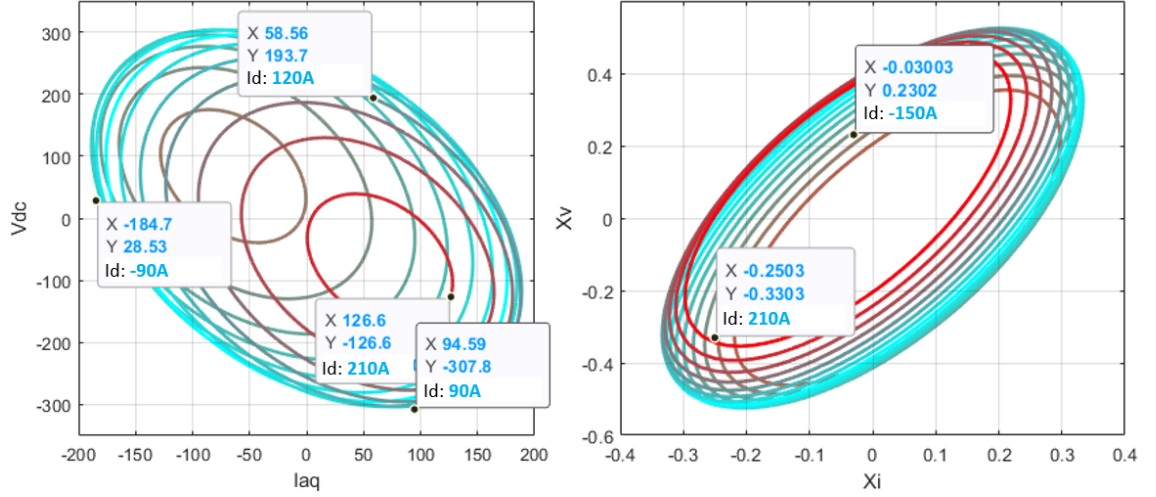 300
200
100
0
-100
-200
-300
Vdc
-200
-150
-100
-50
0
50
100
150
200
Iaq
X 58.56
Y 193.7
Id: 120A
X -184.7
Y 28.53
Id: -90A
X 126.6
Y -126.6
Id: 210A
X 94.59
Y -307.8
Id: 90A
0.4
0.2
0
-0.2
-0.4
-0.6
Xv
-0.4
-0.3
-0.2
-0.1
0
0.1
0.2
0.3
0.4
Xi
X -0.03003
Y 0.2302
Id: -150A
X -0.2503
Y -0.3303
Id: 210A